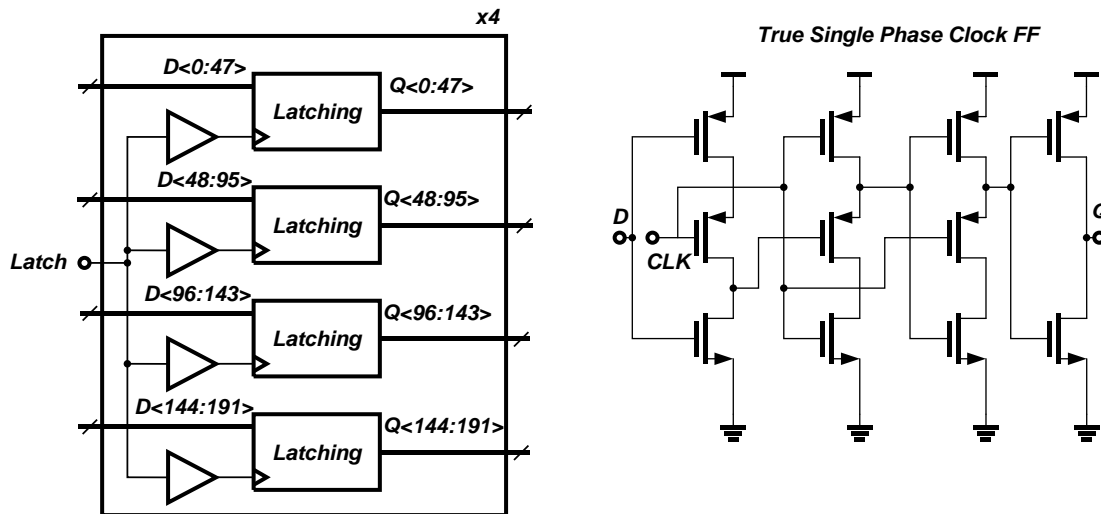 x4
True Single Phase Clock FF
D<0:47>
Q<0:47>
Latching
D<48:95>
Q<48:95>
Latching
Latch
D
CLK
Q
D<96:143>
Q<96:143>
Latching
D<144:191>
Q<144:191>
Latching